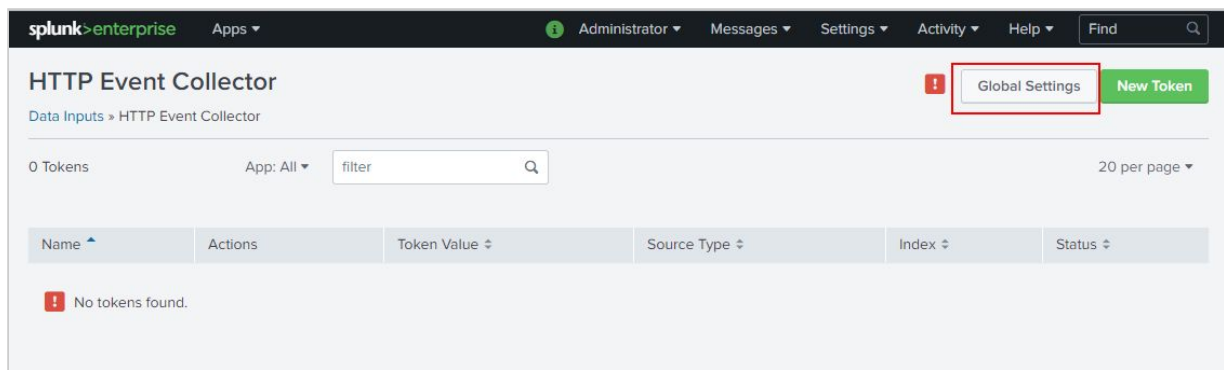 splunk>enterprise Apps Administrator Messages Settings Activity Help Find
HTTP Event Collector
Global Settings New Token
Data Inputs » HTTP Event Collector
0 Tokens App: All filter 20 per page
Name Actions Token Value Source Type Index Status
No tokens found.